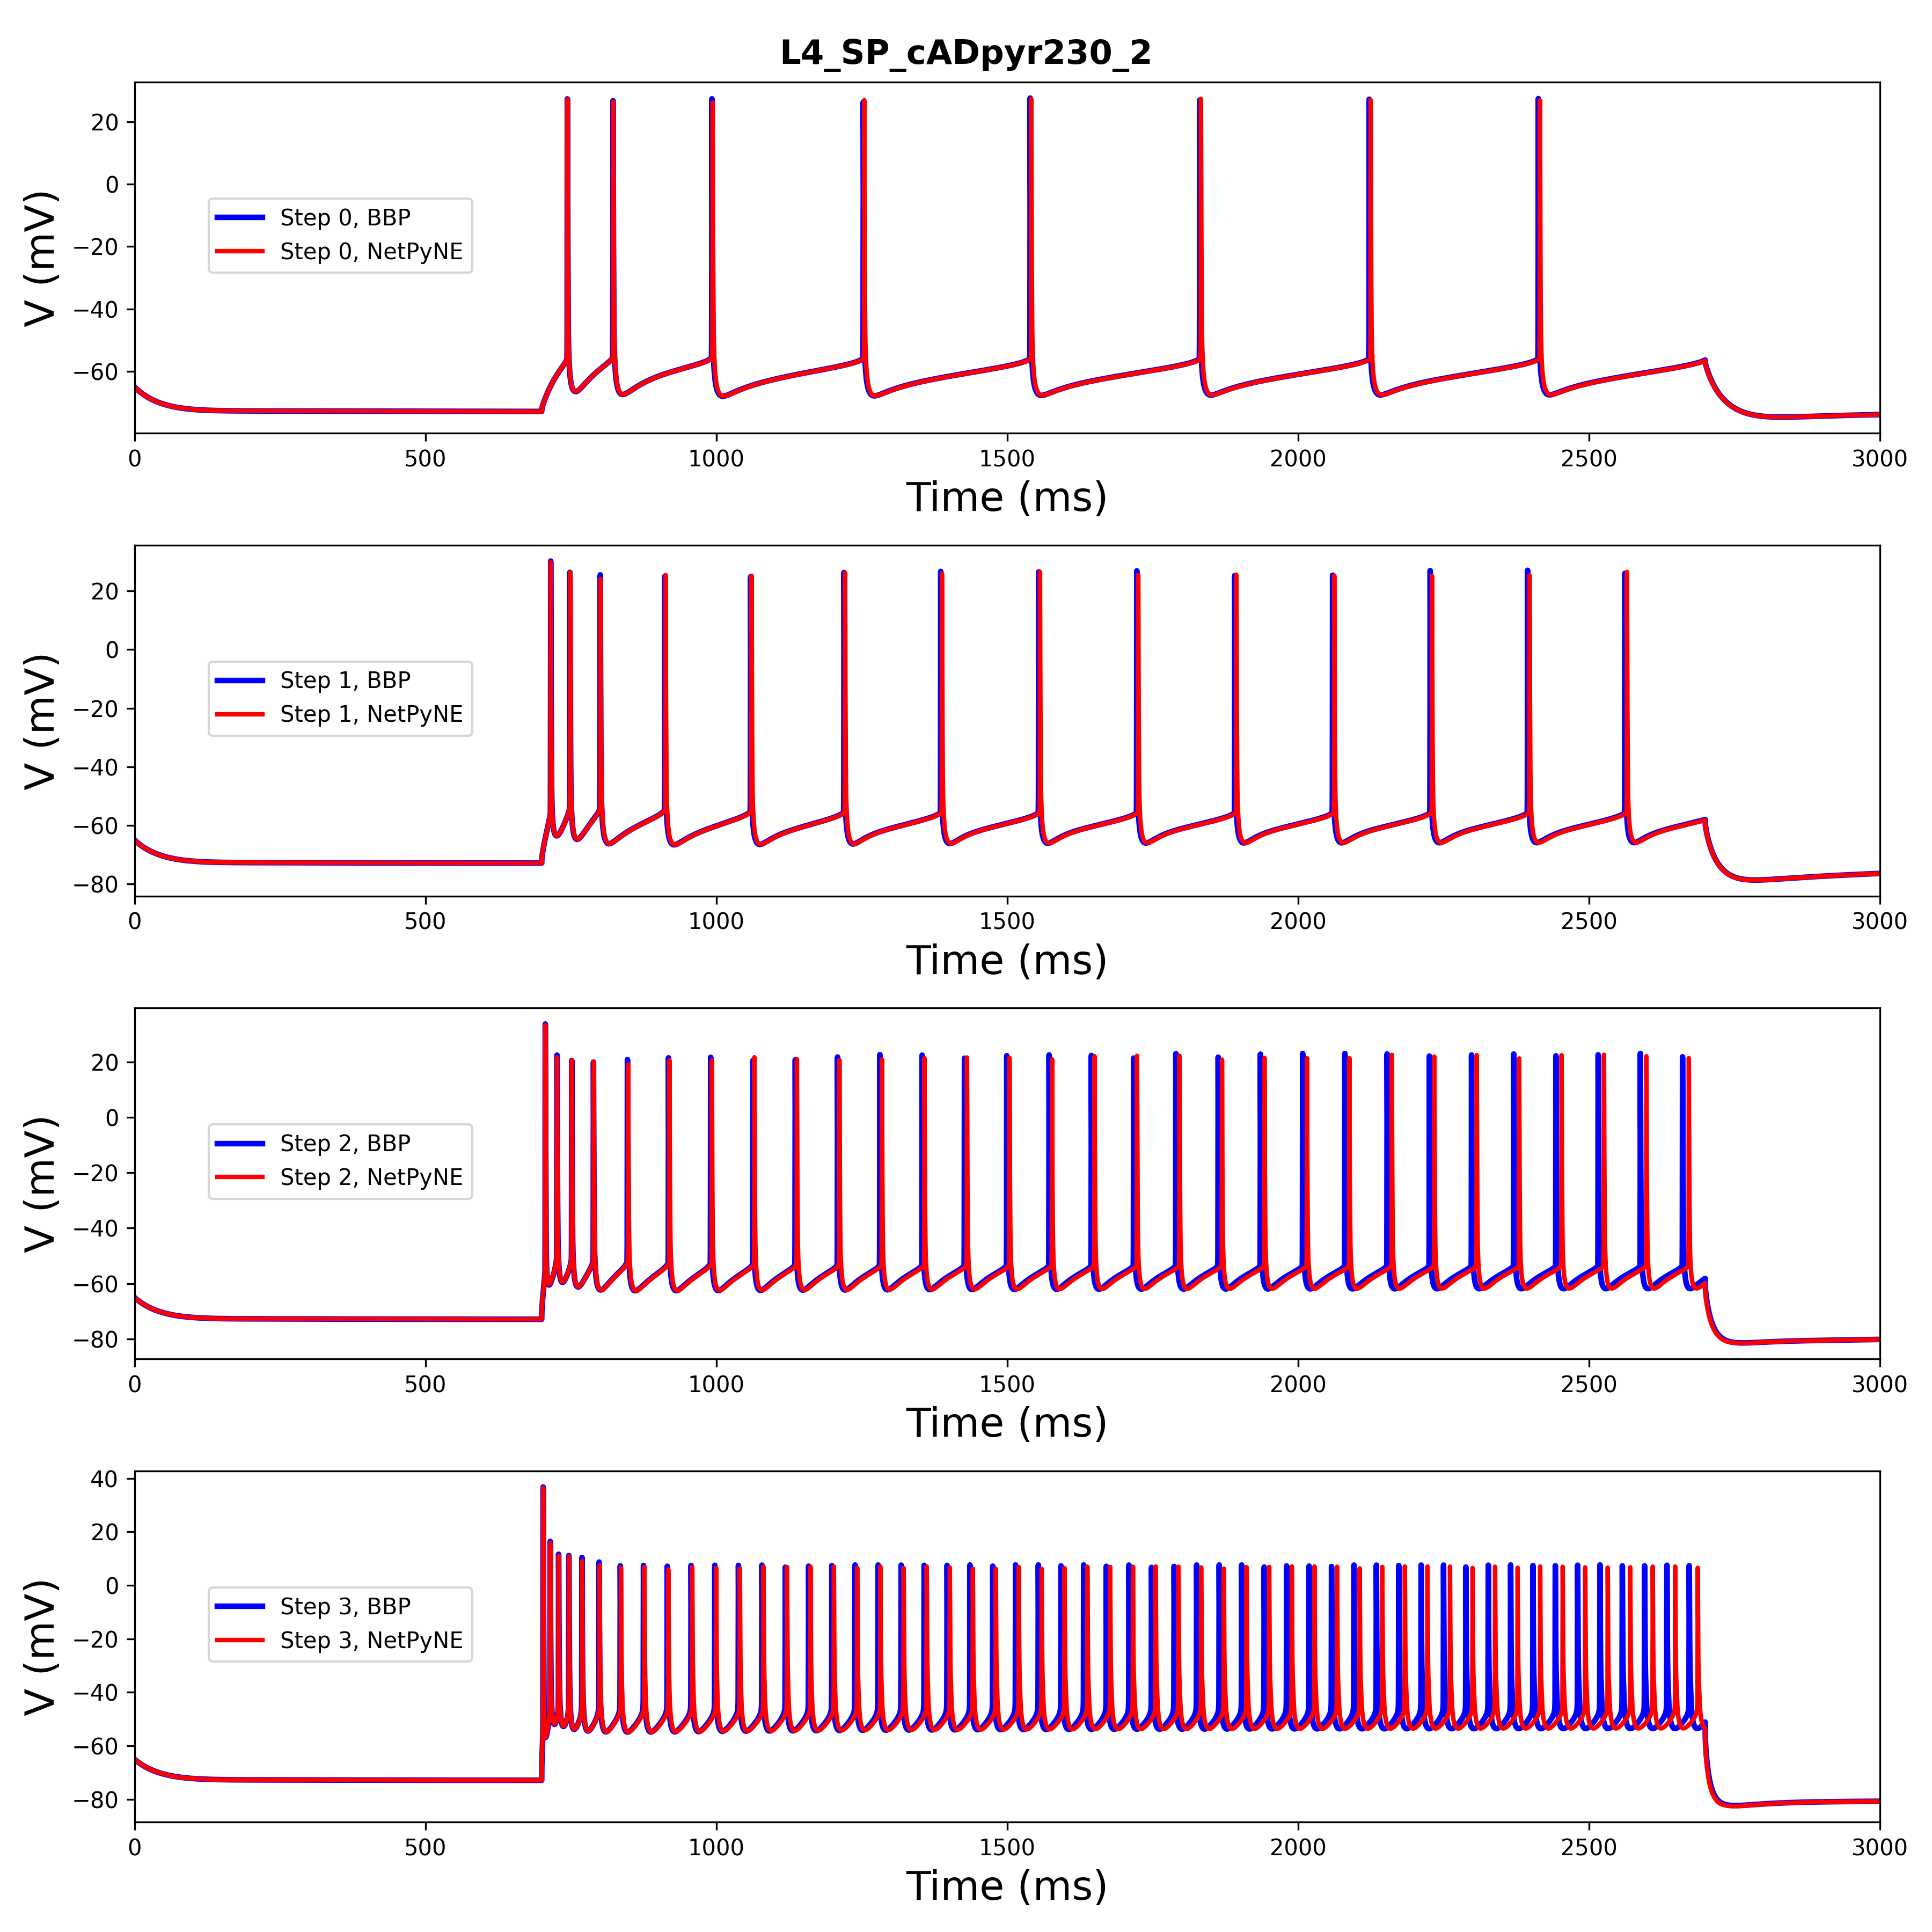 L4_SP_cADpyr230_2
20
0
−20
−40
−60
V (mV)
Step 0, BBP
Step 0, NetPyNE
0 500 1000 1500 2000 2500 3000
Time (ms)
20
0
−20
−40
−60
−80
V (mV)
Step 1, BBP
Step 1, NetPyNE
0 500 1000 1500 2000 2500 3000
Time (ms)
20
0
−20
−40
−60
−80
V (mV)
Step 2, BBP
Step 2, NetPyNE
0 500 1000 1500 2000 2500 3000
Time (ms)
40
20
0
−20
−40
−60
−80
V (mV)
Step 3, BBP
Step 3, NetPyNE
0 500 1000 1500 2000 2500 3000
Time (ms)